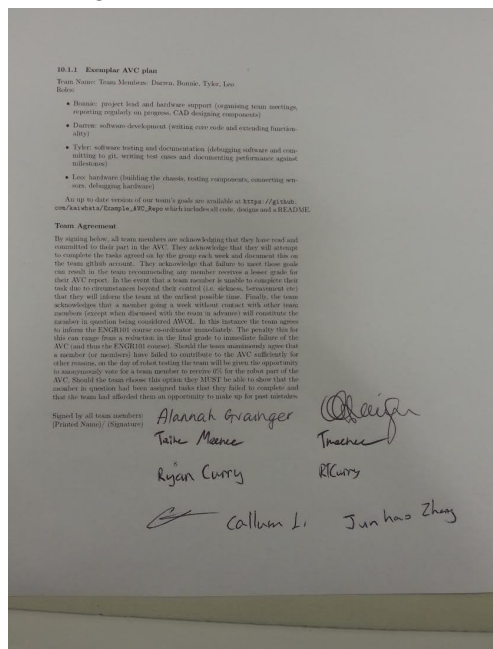 10.1.1 Exemplar AVC plan
Team Name: Team Members: Darren, Bonnie, Tyler, Leo
Roles:
• Bonnie: project lead and hardware support (organising team meetings,
reporting regularly on progress, CAD designing components)
• Darren: software development (writing core code and extending function-
ality)
• Tyler: software testing and documentation (debugging software and com-
mitting to git, writing test cases and documenting performance against
milestones)
• Leo: hardware (building the chassis, testing components, connecting sen-
sors, debugging hardware)
An up to date version of our team's goals are available at https://github.
com/kaiwhata/Example_AVC_Repo which includes all code, designs and a README.
Team Agreement
By signing below, all team members are acknowledging that they have read and
committed to their part in the AVC. They acknowledge that they will attempt
to complete the tasks agreed on by the group each week and document this on
the team github account. They acknowledge that failure to meet these goals
can result in the team recommending any member receives a lesser grade for
their AVC report. In the event that a team member is unable to complete their
task due to circumstances beyond their control (i.e. sickness, bereavement etc)
that they will inform the team at the earliest possible time. Finally, the team
acknowledges that a member going a week without contact with other team
members (except when discussed with the team in advance) will constitute the
member in question being considered AWOL. In this instance the team agrees
to inform the ENGR101 course co-ordinator immediately. The penalty for this
can range from a reduction in the final grade to immediate failure of the
AVC (and thus the ENGR101 course). Should the team unanimously agree that
a member (or members) have failed to contribute to the AVC sufficiently for
other reasons, on the day of robot testing the team will be given the opportunity
to anonymously vote for a team member to receive 0% for the robot part of the
AVC. Should the team choose this option they MUST be able to show that the
member in question had been assigned tasks that they failed to complete and
that the team had afforded them an opportunity to make up for past mistakes.
Signed by all team members:
(Printed Name)/ (Signature)
Alannah Grainger
Ryan Curry RTCurry
Callum Li Junhao Zhang